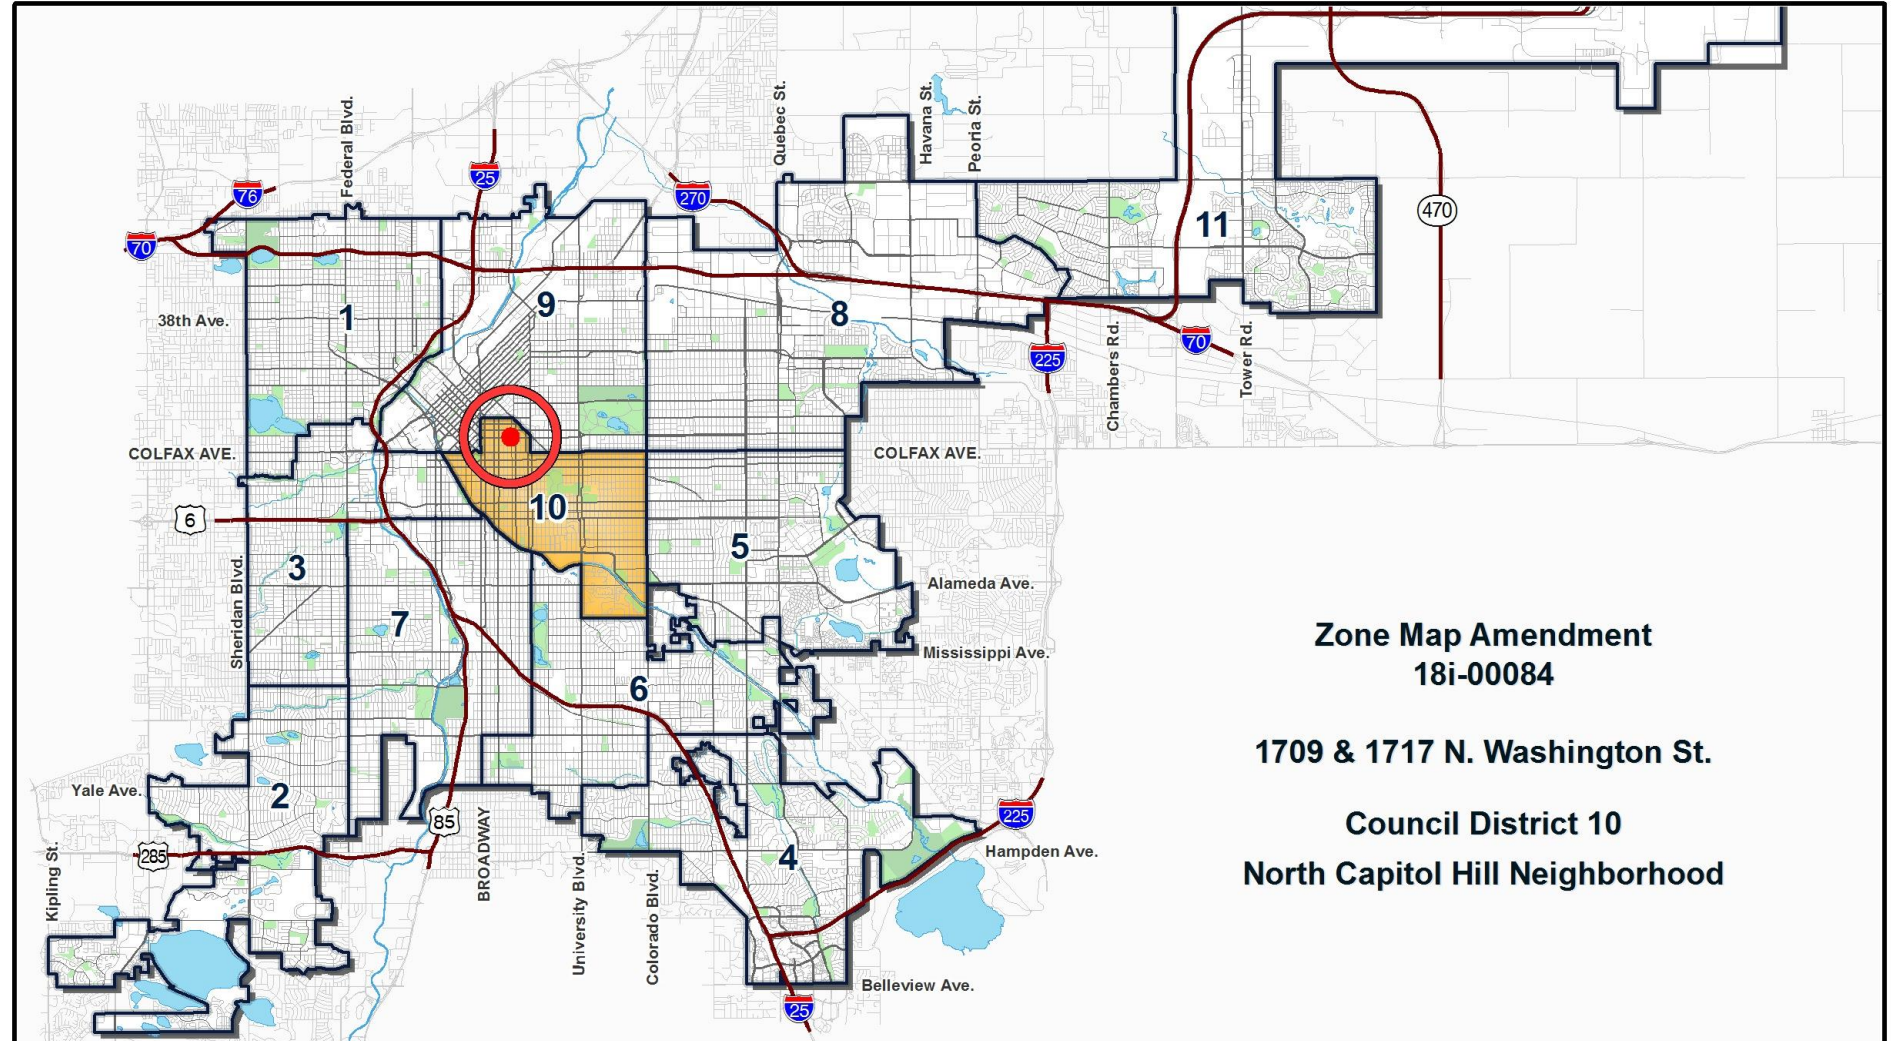 Federal Blvd.
Quebec St.
Havana St.
Peoria St.
76
25
270
70
11
470
38th Ave.
1
9
8
225
Chambers Rd.
70
Tower Rd.
COLFAX AVE.
COLFAX AVE.
6
10
3
5
Sheridan Blvd.
Alameda Ave.
7
Mississippi Ave.
6
Zone Map Amendment
18i-00084
1709 & 1717 N. Washington St.
Council District 10
North Capitol Hill Neighborhood
Yale Ave.
2
85
BROADWAY
225
Hampden Ave.
285
4
Kipling St.
University Blvd.
Colorado Blvd.
Belleview Ave.
25